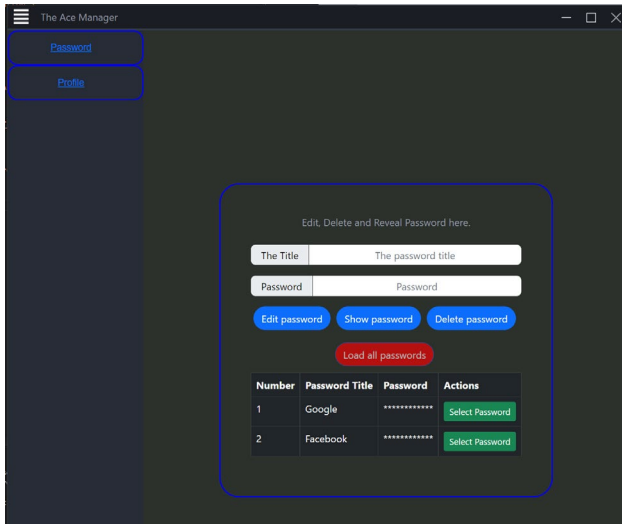 The Ace Manager
Password
Profile
Edit, Delete and Reveal Password here.
The Title The password title
Password Password
Edit password Show password Delete password
Load all passwords
Number Password Title Password Actions
1 Google ************ Select Password
2 Facebook ************ Select Password